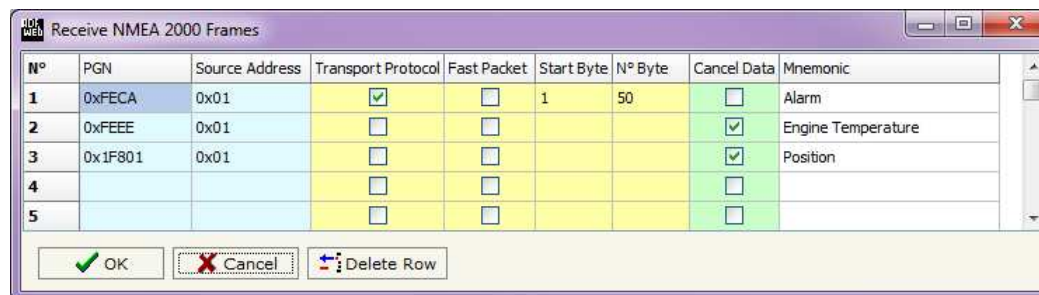 ADF WEB Receive NMEA 2000 Frames
N° PGN Source Address Transport Protocol Fast Packet Start Byte N° Byte Cancel Data Mnemonic
1 0xFECA 0x01 1 50 Alarm
2 0xFEEE 0x01 Engine Temperature
3 0x1F801 0x01 Position
4
5
OK Cancel Delete Row